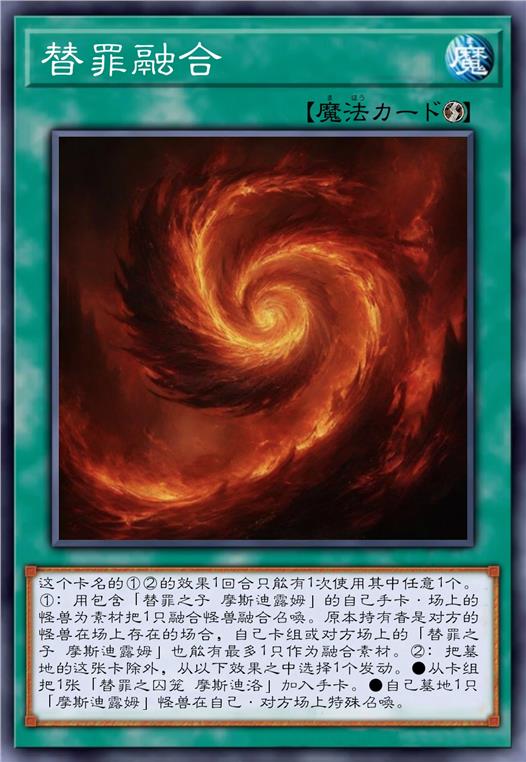 替罪融合
魔
まほう
【魔法カード】
这个卡名的①②的效果1回合只能有1次使用其中任意1个。
①：用包含「替罪之子 摩斯迪露姆」的自己手卡·场上的
怪兽为素材把1只融合怪兽融合召唤。原本持有者是对方的
怪兽在场上存在的场合，自己卡组或对方场上的「替罪之
子 摩斯迪露姆」也能有最多1只作为融合素材。②：把墓
地的这张卡除外，从以下效果之中选择1个发动。●从卡组
把1张「替罪之囚笼 摩斯迪洛」加入手卡。●自己墓地1只
「摩斯迪露姆」怪兽在自己·对方场上特殊召唤。